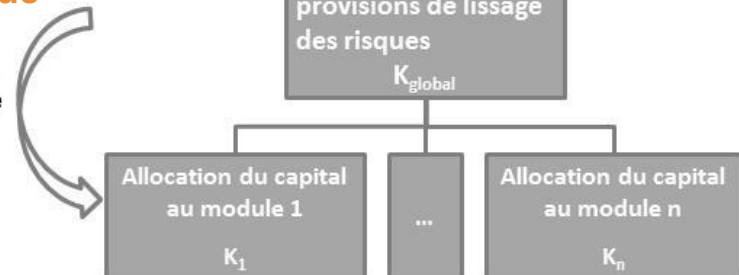 provisions de lissage
des risques
K_global
Allocation du capital
au module 1
K_1
...
Allocation du capital
au module n
K_n